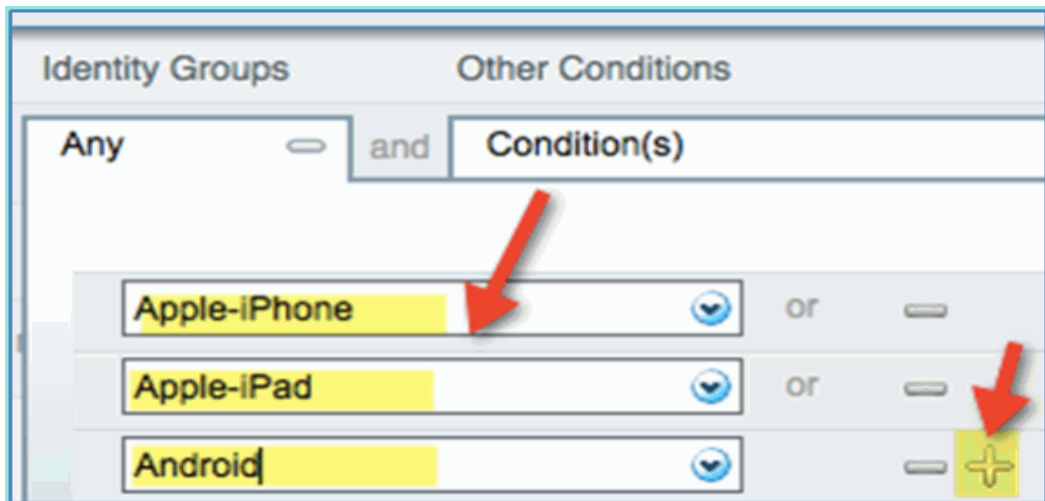 Identity Groups Other Conditions
Any and Condition(s)
Apple-iPhone or
Apple-iPad or
Android